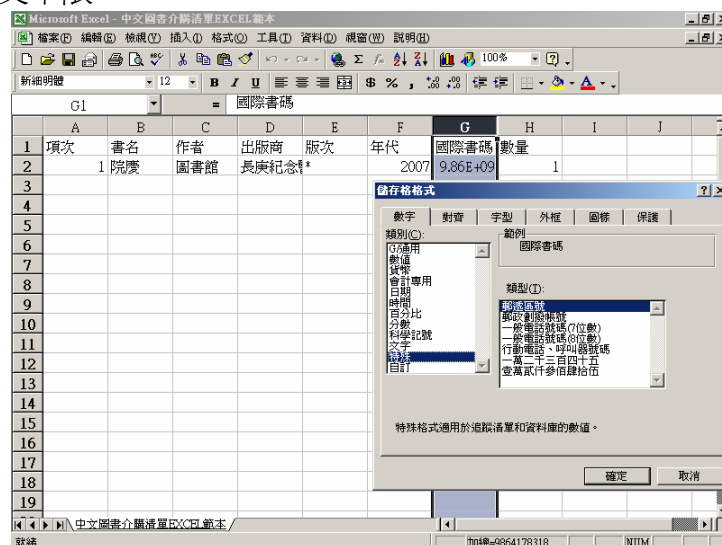 Microsoft Excel - 中文圖書介購清單EXCEL範本
檔案(F) 編輯(E) 檢視(V) 插入(I) 格式(O) 工具(T) 資料(D) 視窗(W) 說明(H)
100%
新細明體 12 B I U $ % ,
G1 = 國際書碼
A B C D E F G H I J
1 項次 書名 作者 出版商 版次 年代 國際書碼 數量
2 1 院慶 圖書館 長庚紀念 * 2007 9.86E+09 1
3
4
5
6
7
8
9
10
11
12
13
14
15
16
17
18
19
儲存格格式
數字 對齊 字型 外框 圖樣 保護
類別(C):
G/通用
數值
貨幣
會計專用
日期
時間
百分比
分數
科學記號
文字
特殊
自訂
範例
國際書碼
類型(T):
郵遞區號
郵政劃撥帳號
一般電話號碼(7位數)
一般電話號碼(8位數)
行動電話、呼叫器號碼
一萬二千三百四十五
壹萬貳仟參佰肆拾伍
特殊格式適用於追蹤清單和資料庫的數值。
確定 取消
中文圖書介購清單EXCEL範本
就緒 加總=9864178318 NUM